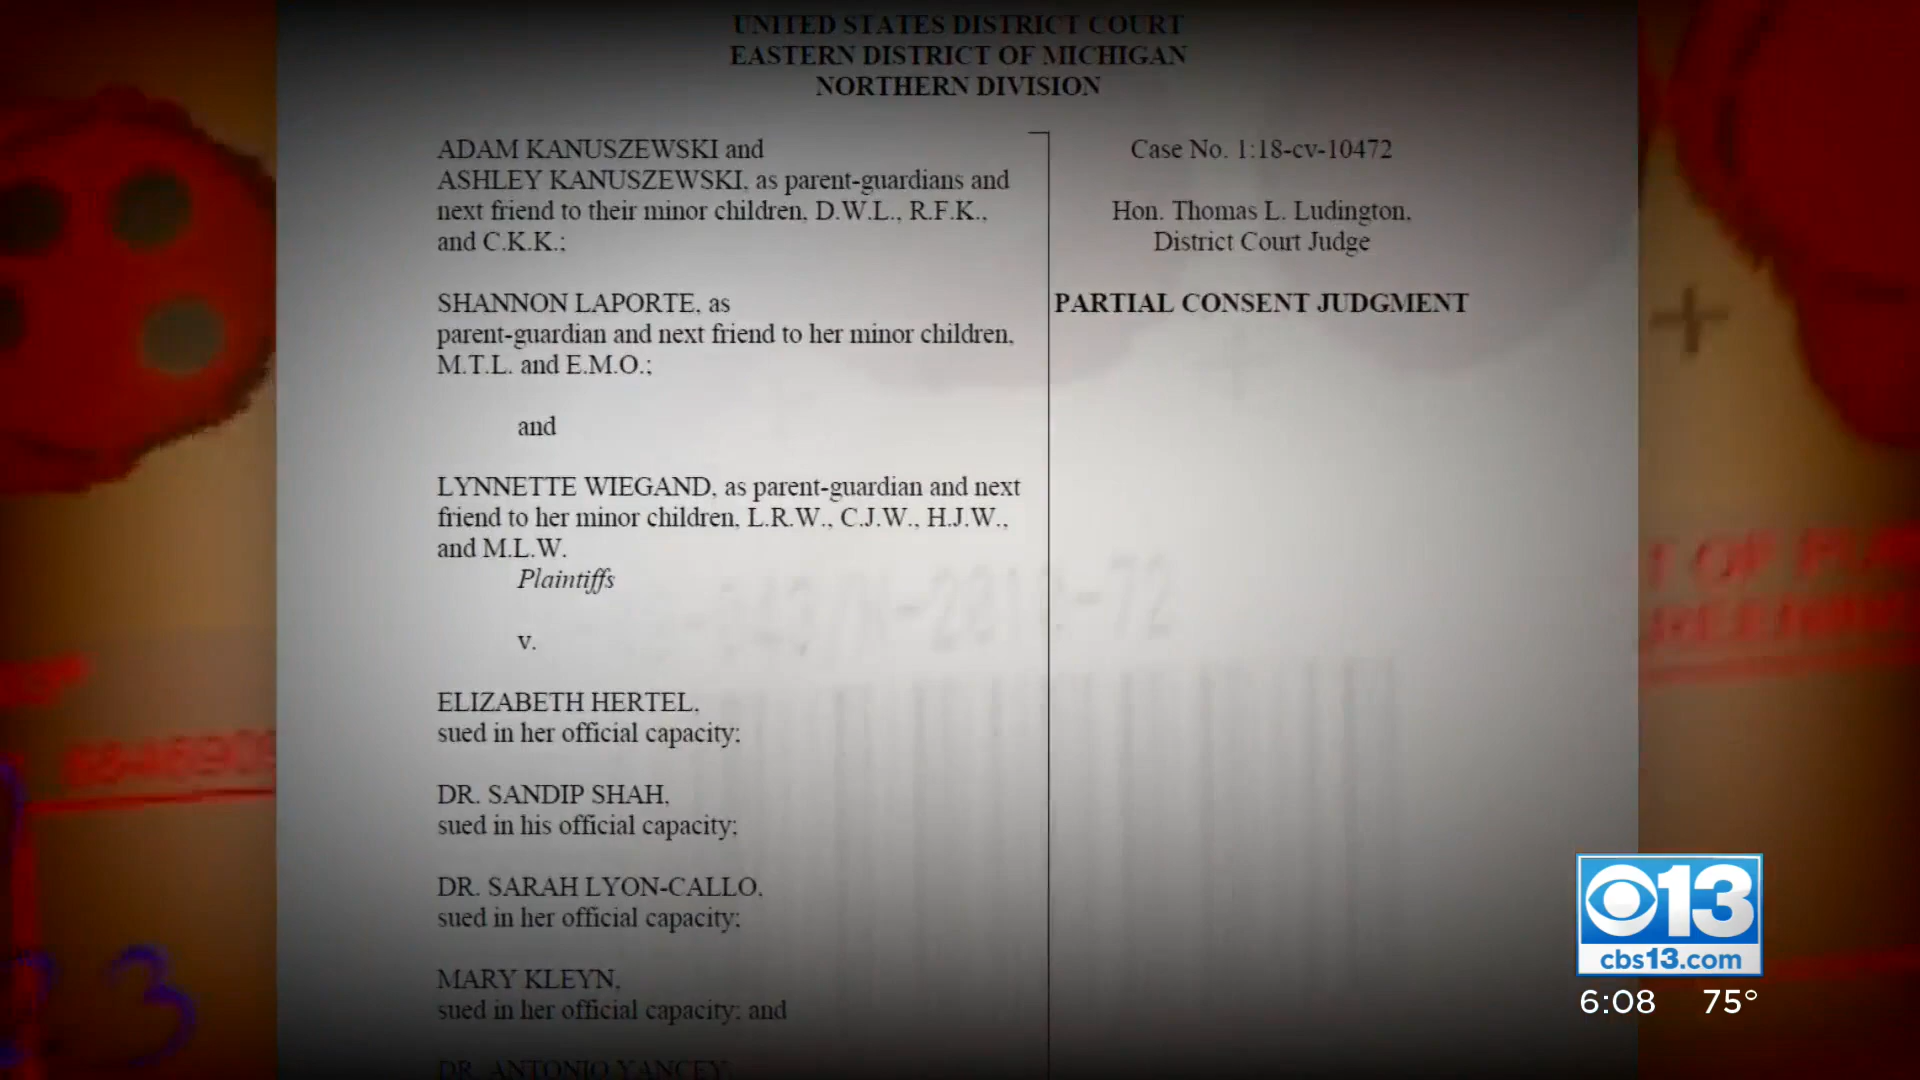 UNITED STATES DISTRICT COURT
EASTERN DISTRICT OF MICHIGAN
NORTHERN DIVISION
ADAM KANUSZEWSKI and
ASHLEY KANUSZEWSKI, as parent-guardians and
next friend to their minor children, D.W.L., R.F.K.,
and C.K.K.;
SHANNON LAPORTE, as
parent-guardian and next friend to her minor children,
M.T.L. and E.M.O.;
and
LYNNETTE WIEGAND, as parent-guardian and next
friend to her minor children, L.R.W., C.J.W., H.J.W.,
and M.L.W.
Plaintiffs
v.
ELIZABETH HERTEL,
sued in her official capacity;
DR. SANDIP SHAH,
sued in his official capacity;
DR. SARAH LYON-CALLO,
sued in her official capacity;
MARY KLEYN,
sued in her official capacity; and
DR. ANTONIO YANCEY,
Case No. 1:18-cv-10472
Hon. Thomas L. Ludington,
District Court Judge
PARTIAL CONSENT JUDGMENT
13
cbs13.com
6:08 75°